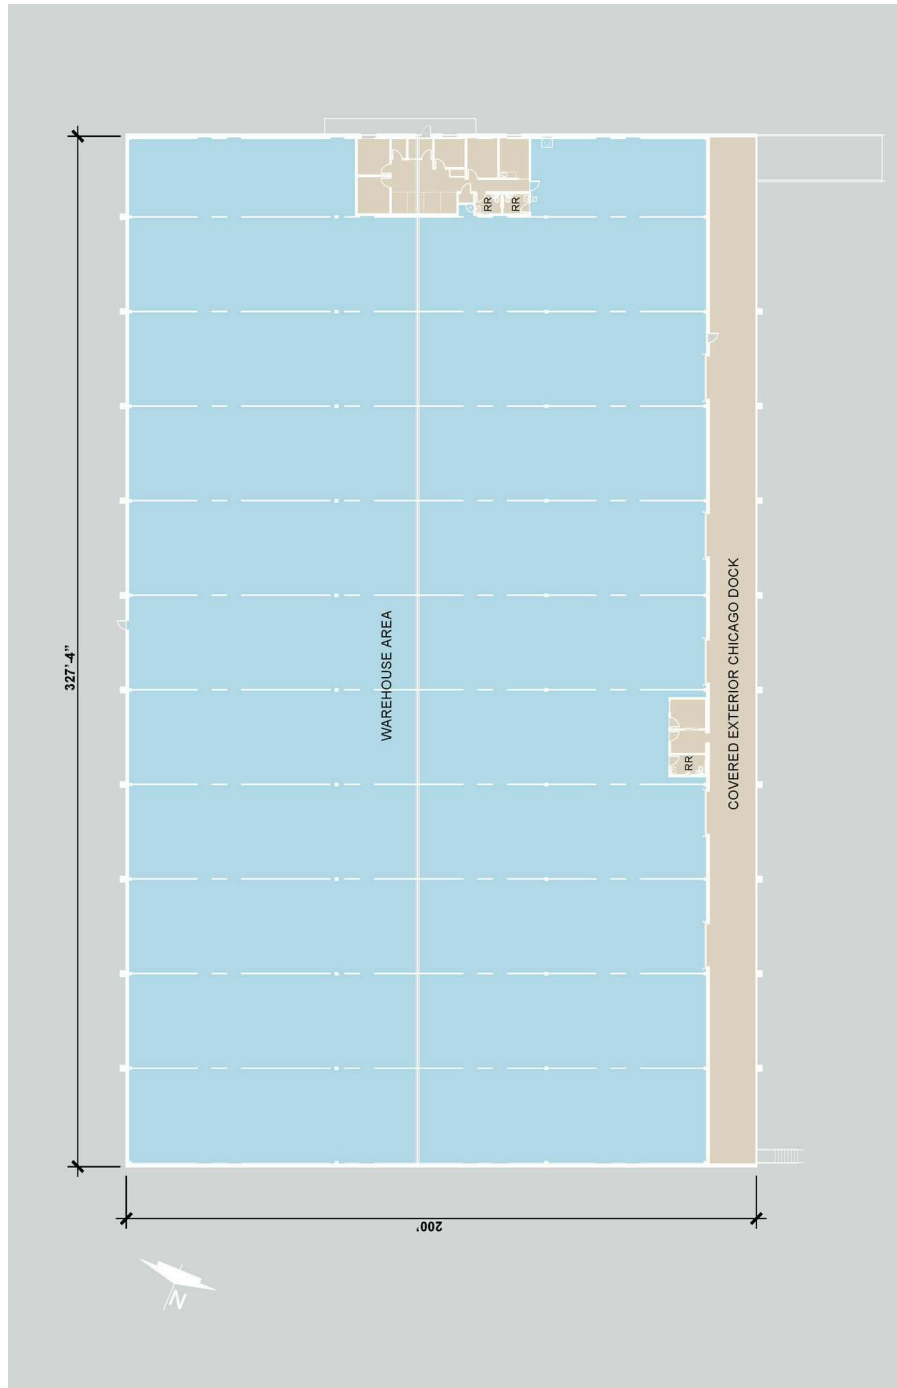 RR
RR
327'-4"
WAREHOUSE AREA
COVERED EXTERIOR CHICAGO DOCK
RR
200'
N